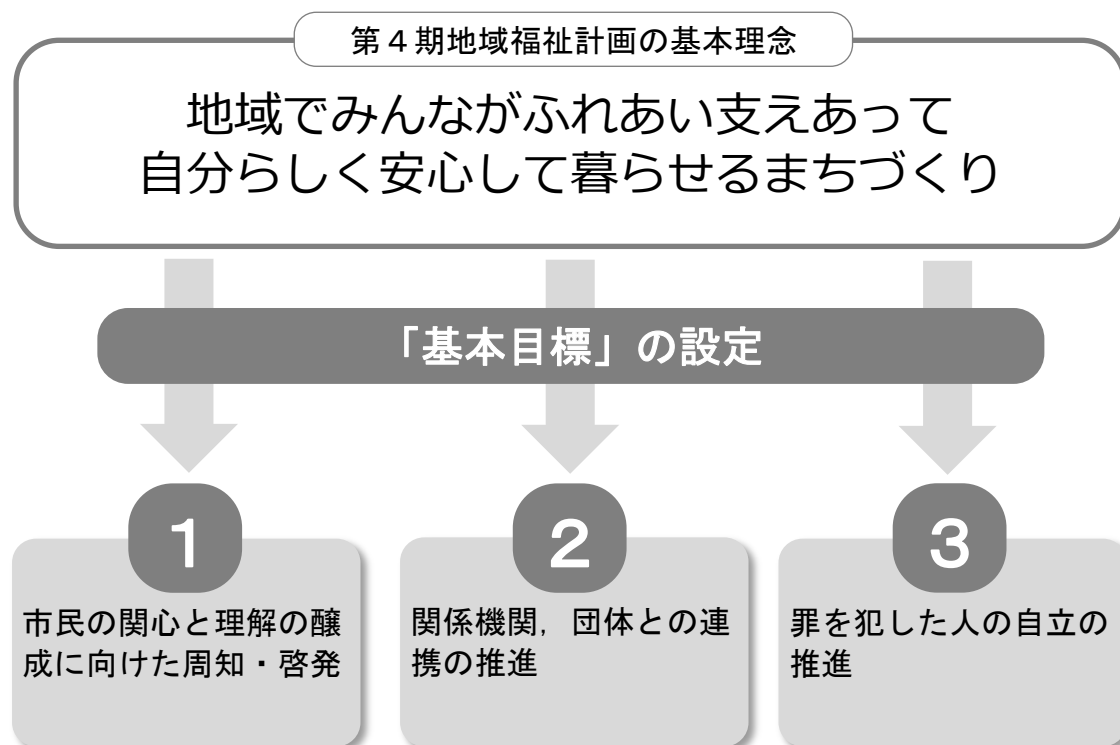 第４期地域福祉計画の基本理念
地域でみんながふれあい支えあって
自分らしく安心して暮らせるまちづくり
「基本目標」の設定
１
市民の関心と理解の醸
成に向けた周知・啓発
２
関係機関，団体との連
携の推進
３
罪を犯した人の自立の
推進